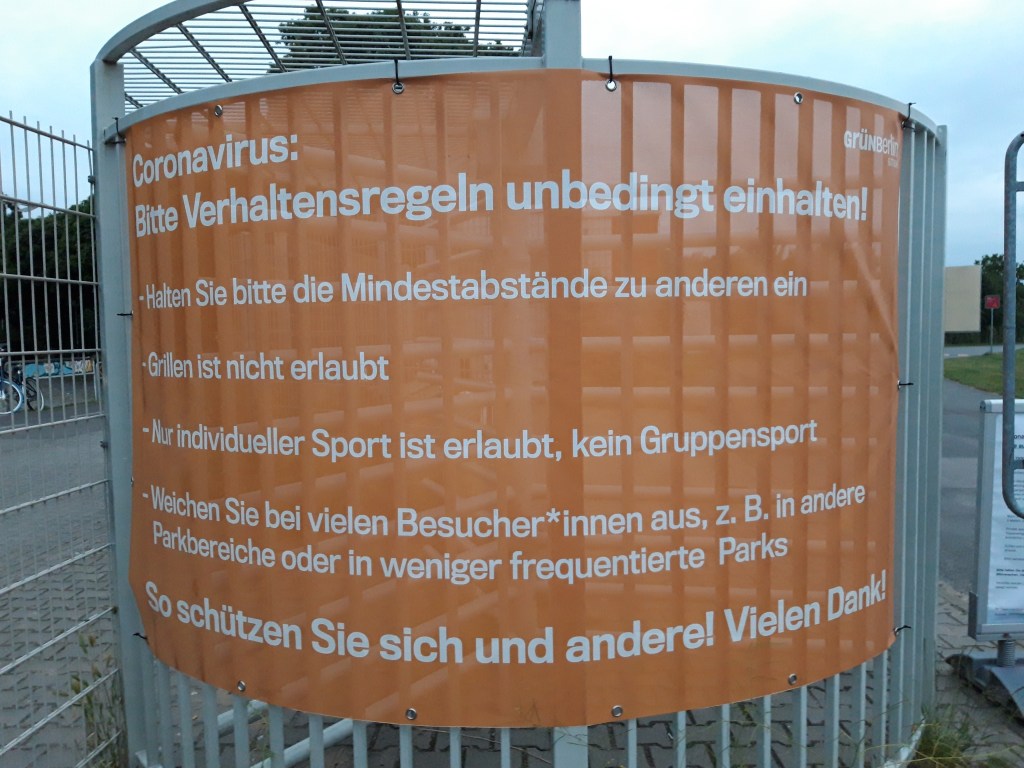 Coronavirus:
GRÜNBerlin
Bitte Verhaltensregeln unbedingt einhalten!
- Halten Sie bitte die Mindestabstände zu anderen ein
- Grillen ist nicht erlaubt
- Nur individueller Sport ist erlaubt, kein Gruppensport
- Weichen Sie bei vielen Besucher*innen aus, z. B. in andere
Parkbereiche oder in weniger frequentierte Parks
So schützen Sie sich und andere! Vielen Dank!